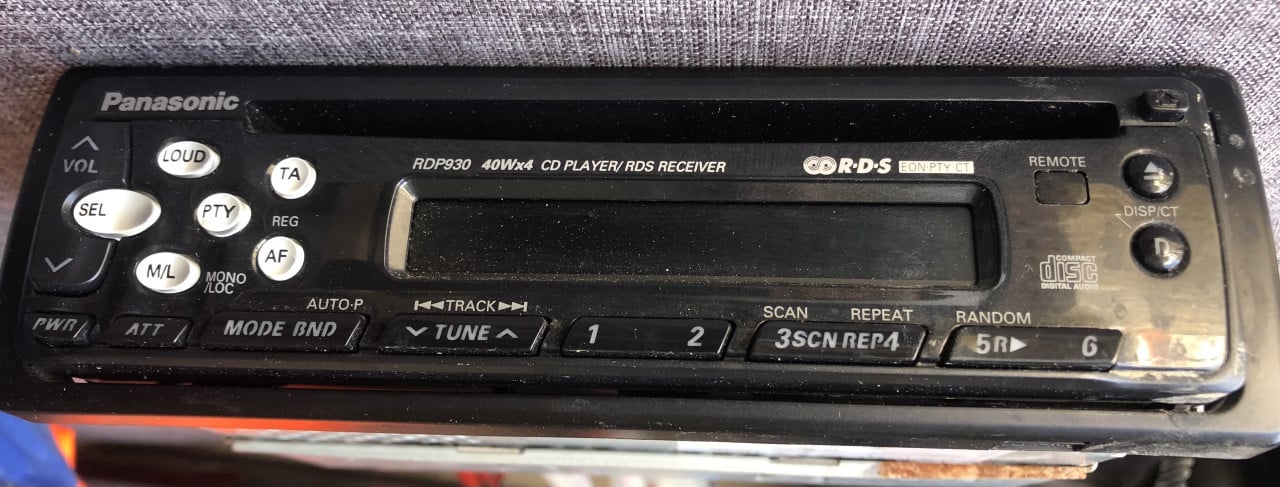 Panasonic
VOL
LOUD
TA
SEL
PTY
REG
AF
M/L
MONO
/LOC
RDP930 40Wx4 CD PLAYER/RDS RECEIVER
R·D·S EON·PTY·CT
REMOTE
DISP/CT
D
COMPACT
disc
DIGITAL AUDIO
AUTO·P.
TRACK
SCAN REPEAT
RANDOM
PWR
ATT
MODE BND
TUNE
1 2
3SCN REP4
5R 6